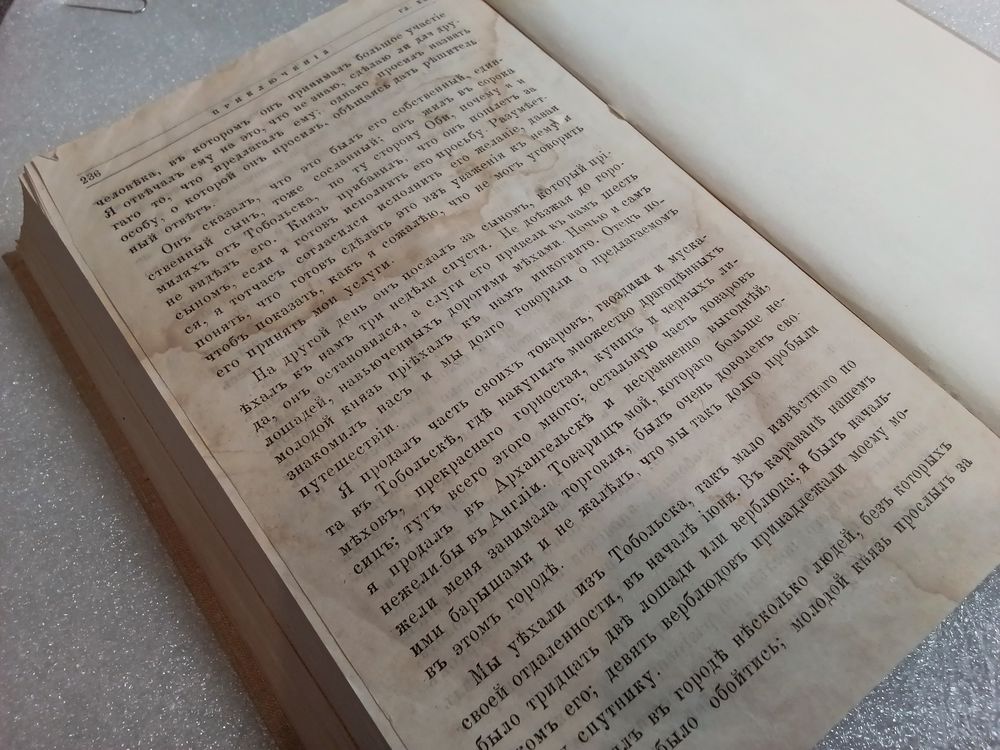 236
ПРИКЛЮЧЕНІЯ
человѣка, въ которомъ онъ принималъ большое участіе
Я отвѣчалъ ему на это, что не знаю, сдѣлаю ли для дру-
гаго то, что предлагалъ ему; однако просилъ назвать
особу, о которой онъ просилъ, обѣщаясь дать рѣшитель
ный отвѣтъ.
Онъ сказалъ, что это былъ его собственный един-
ственный сынъ, тоже сосланный; онъ жилъ въ сорока
миляхъ отъ Тобольска, по ту сторону Оби, почему я и
не видѣлъ его. Князь прибавилъ, что онъ пошлетъ за
сыномъ, если я готовъ исполнить его просьбу. Разумѣет.
ся, я тотчасъ согласился исполнить его желаніе, давая
понять, что готовъ сдѣлать это изъ уваженія къ нему и
чтобъ показать какъ я сожалѣю, что не могъ уговорить
его принять мои услуги
На другой день онъ послалъ за сыномъ, который прі-
ѣхалъ къ намъ три недѣли спустя. Не доѣзжая до горо-
да, онъ остановился, а слуги его привели къ намъ шесть
лошадей, навьюченныхъ дорогими мѣхами. Ночью и самъ
молодой князь пріѣхалъ къ намъ инкогнито. Отецъ по-
знакомилъ насъ и мы долго говорили о предлагаемомъ
путешествіи.
Я продалъ часть своихъ товаровъ, гвоздики и муска-
та, въ Тобольскѣ, гдѣ накупилъ множество драгоцѣнныхъ
мѣховъ, прекраснаго горностая, куницъ и черныхъ ли-
сицъ; гутъ всего этого много; остальную часть товаровъ
я продалъ въ Архангельскѣ и несравненно выгоднѣй,
нежели бы въ Англіи. Товарищъ мой, котораго больше не-
жели меня занимала торговля, былъ очень доволенъ сво-
ими барышами и не жалѣлъ, что мы такъ долго пробыли
въ этомъ городѣ.
Мы уѣхали изъ Тобольска, такъ мало извѣстнаго по
своей отдаленности, въ началѣ іюня. Въ караванѣ нашемъ
было тридцать двѣ лошади или верблюда; я былъ началь-
комъ его; девять верблюдовъ принадлежали моему мо-
спутнику.
въ городѣ нѣсколько людей, безъ которыхъ
было обойтись; молодой князь прослылъ за